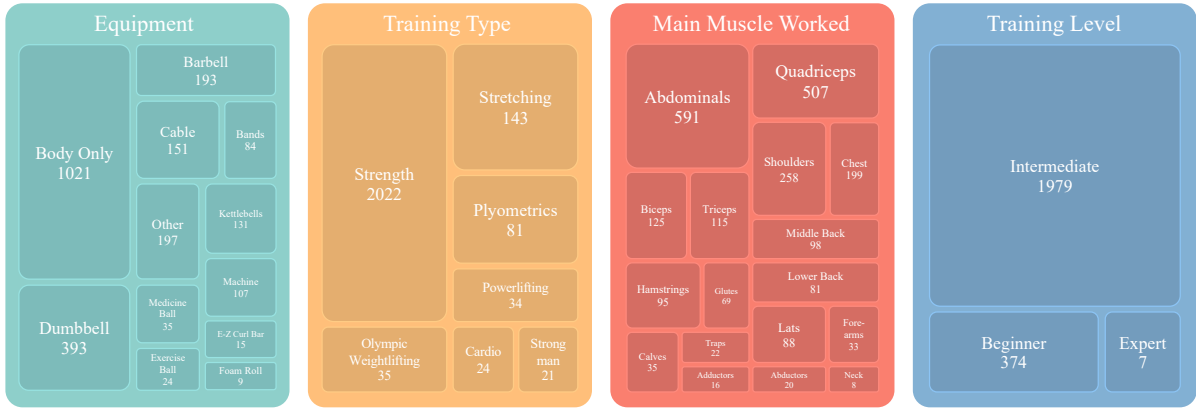 Equipment
Body Only
1021
Dumbbell
393
Barbell
193
Cable
151
Bands
84
Other
197
Kettlebells
131
Machine
107
Medicine
Ball
35
E-Z Curl Bar
15
Exercise
Ball
24
Foam Roll
9
Training Type
Strength
2022
Stretching
143
Plyometrics
81
Powerlifting
34
Olympic
Weightlifting
35
Cardio
24
Strong
man
21
Main Muscle Worked
Abdominals
591
Quadriceps
507
Shoulders
258
Chest
199
Biceps
125
Triceps
115
Middle Back
98
Hamstrings
95
Glutes
69
Lower Back
81
Lats
88
Fore-
arms
33
Calves
35
Traps
22
Adductors
16
Abductors
20
Neck
8
Training Level
Intermediate
1979
Beginner
374
Expert
7